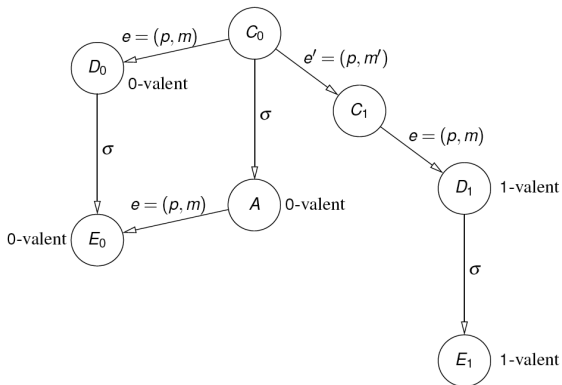 C₀
e = (p, m)
D₀
0-valent
e′ = (p, m′)
C₁
σ
σ
e = (p, m)
D₁ 1-valent
e = (p, m)
A 0-valent
0-valent E₀
σ
E₁ 1-valent